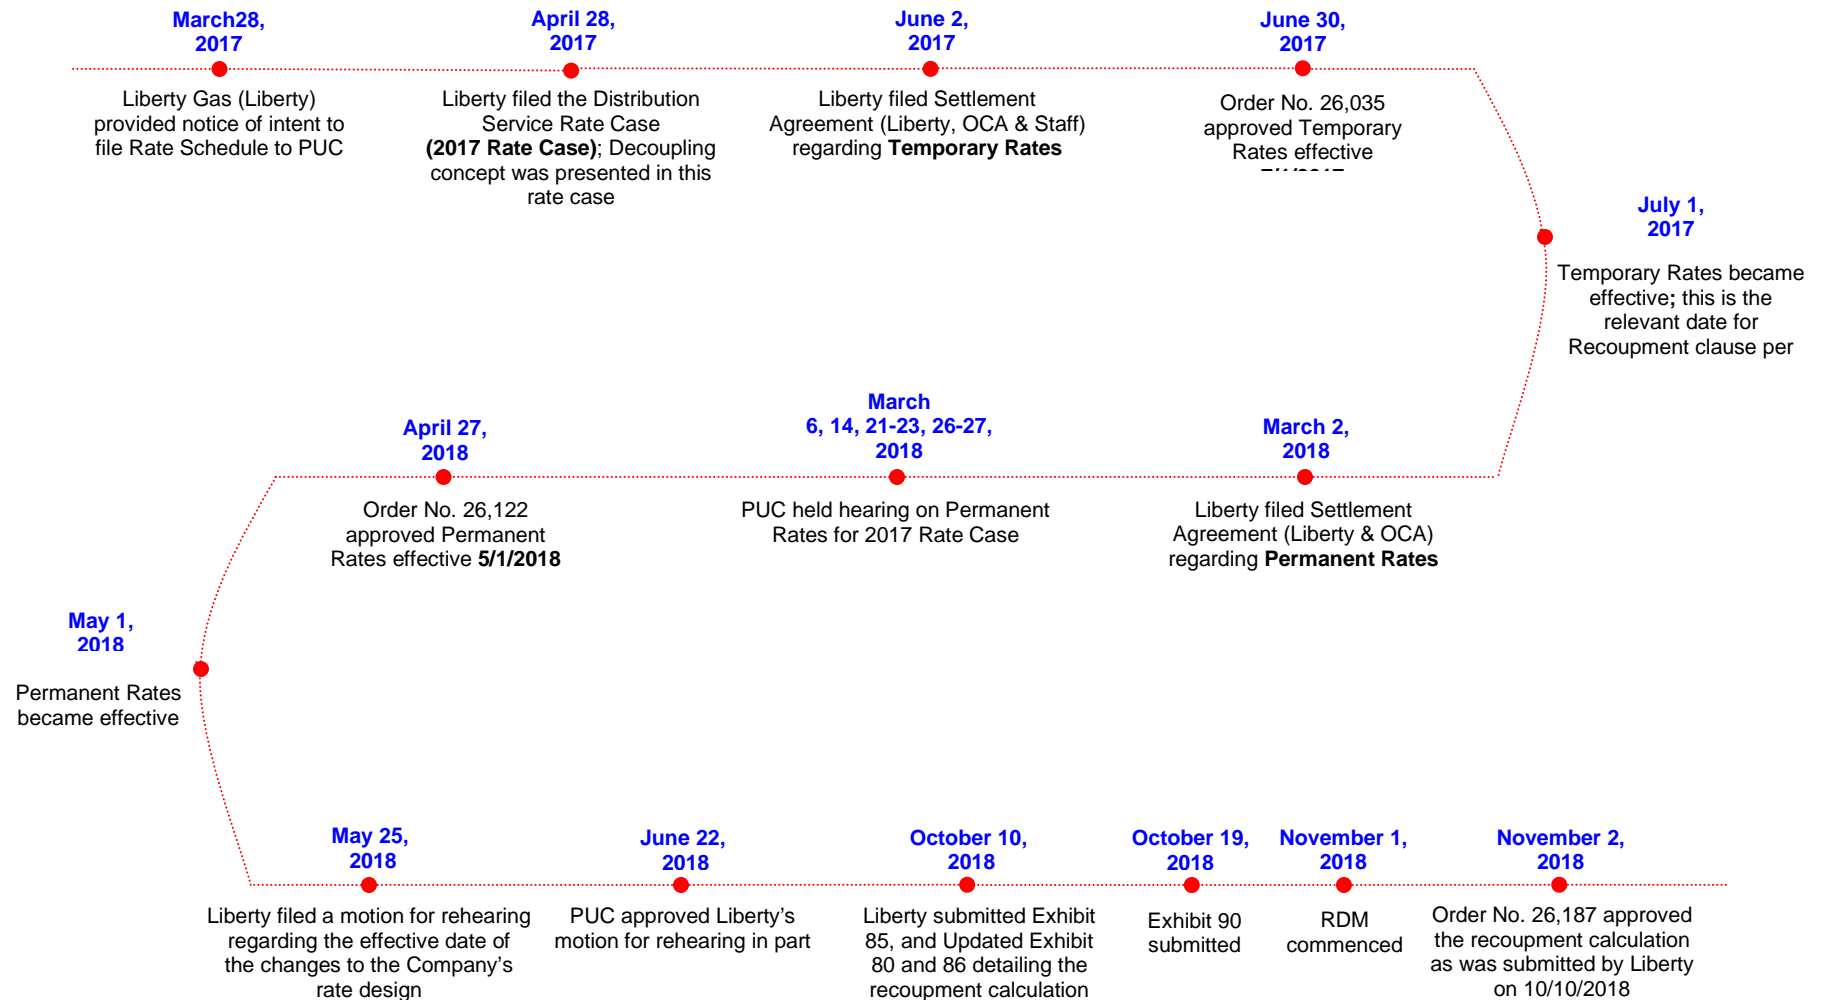 March28,
2017
Liberty Gas (Liberty)
provided notice of intent to
file Rate Schedule to PUC
April 28,
2017
Liberty filed the Distribution
Service Rate Case
(2017 Rate Case); Decoupling
concept was presented in this
rate case
June 2,
2017
Liberty filed Settlement
Agreement (Liberty, OCA & Staff)
regarding Temporary Rates
June 30,
2017
Order No. 26,035
approved Temporary
Rates effective
July 1,
2017
Temporary Rates became
effective; this is the
relevant date for
Recoupment clause per
March 2,
2018
Liberty filed Settlement
Agreement (Liberty & OCA)
regarding Permanent Rates
March
6, 14, 21-23, 26-27,
2018
PUC held hearing on Permanent
Rates for 2017 Rate Case
April 27,
2018
Order No. 26,122
approved Permanent
Rates effective 5/1/2018
May 1,
2018
Permanent Rates
became effective
May 25,
2018
Liberty filed a motion for rehearing
regarding the effective date of
the changes to the Company’s
rate design
June 22,
2018
PUC approved Liberty’s
motion for rehearing in part
October 10,
2018
Liberty submitted Exhibit
85, and Updated Exhibit
80 and 86 detailing the
recoupment calculation
October 19,
2018
Exhibit 90
submitted
November 1,
2018
RDM
commenced
November 2,
2018
Order No. 26,187 approved
the recoupment calculation
as was submitted by Liberty
on 10/10/2018